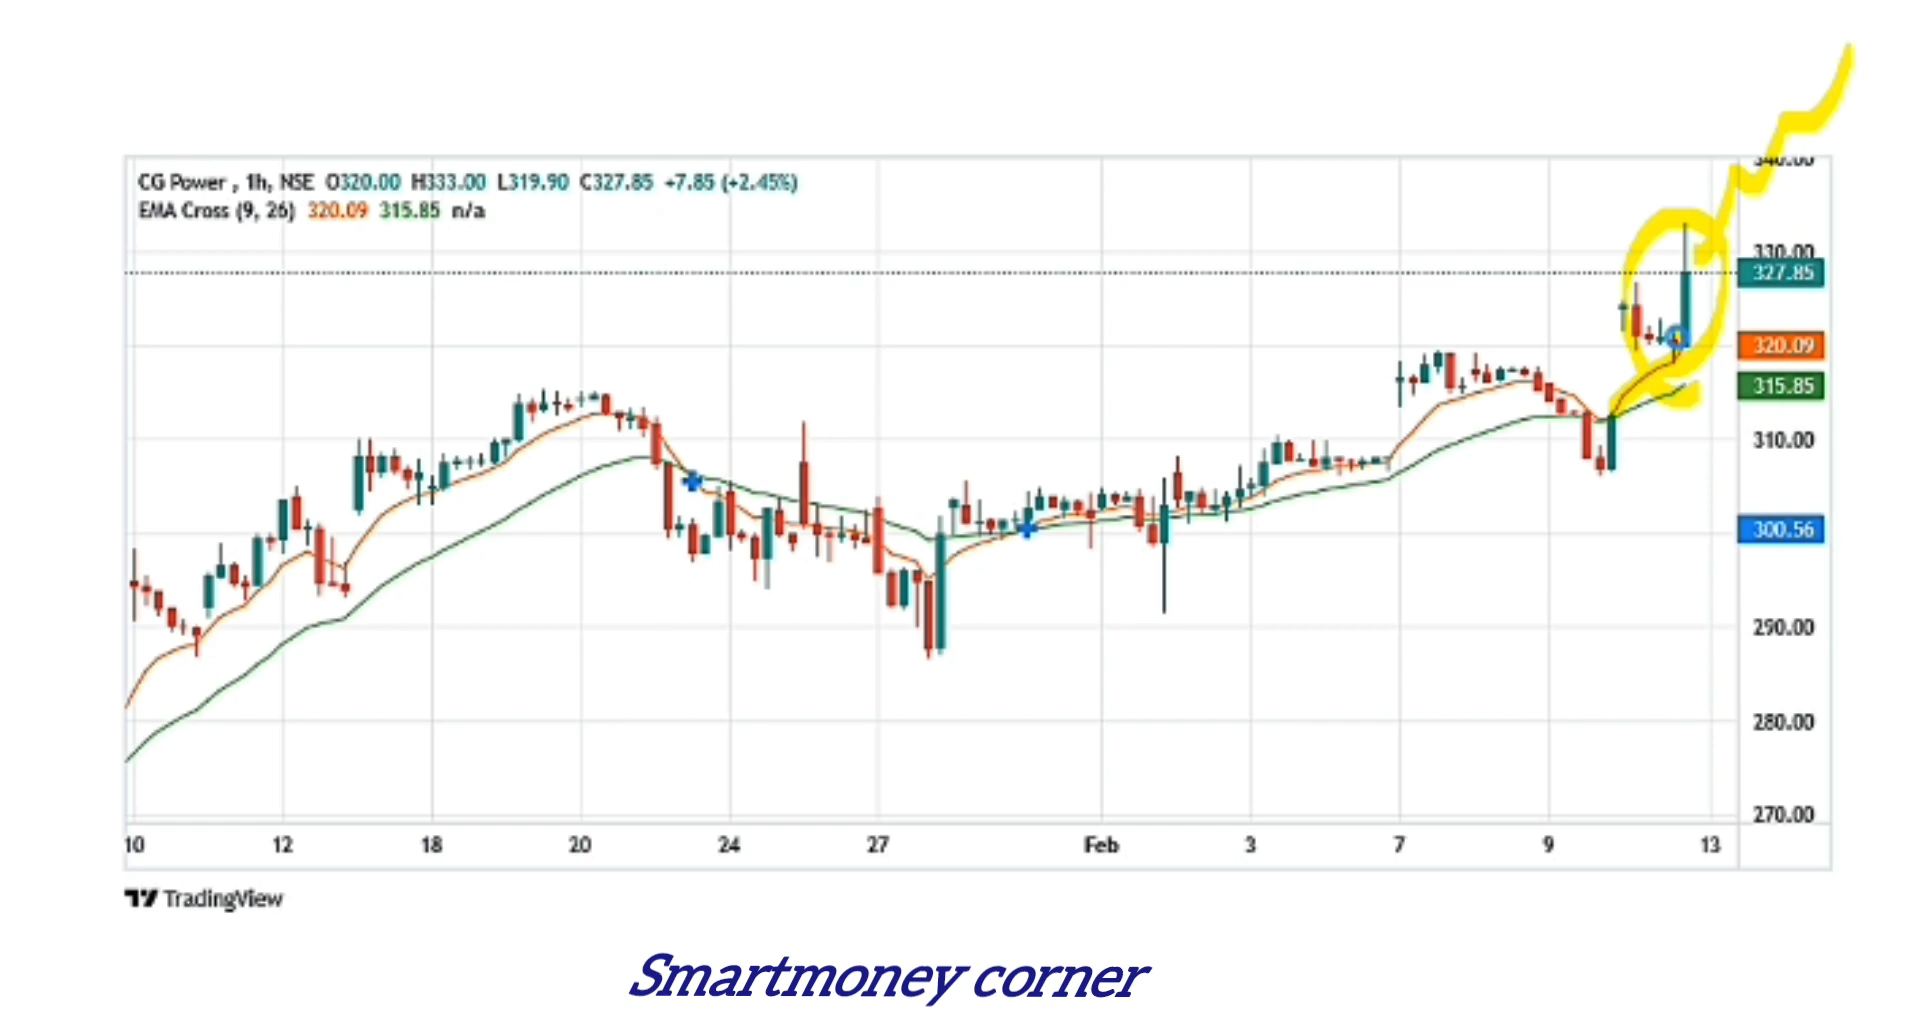 CG Power , 1h, NSE O320.00 H333.00 L319.90 C327.85 +7.85 (+2.45%)
EMA Cross (9, 26) 320.09 315.85 n/a
340.00
330.00
327.85
320.09
315.85
310.00
300.56
290.00
280.00
270.00
10 12 18 20 24 27 Feb 3 7 9 13
TradingView
Smartmoney corner